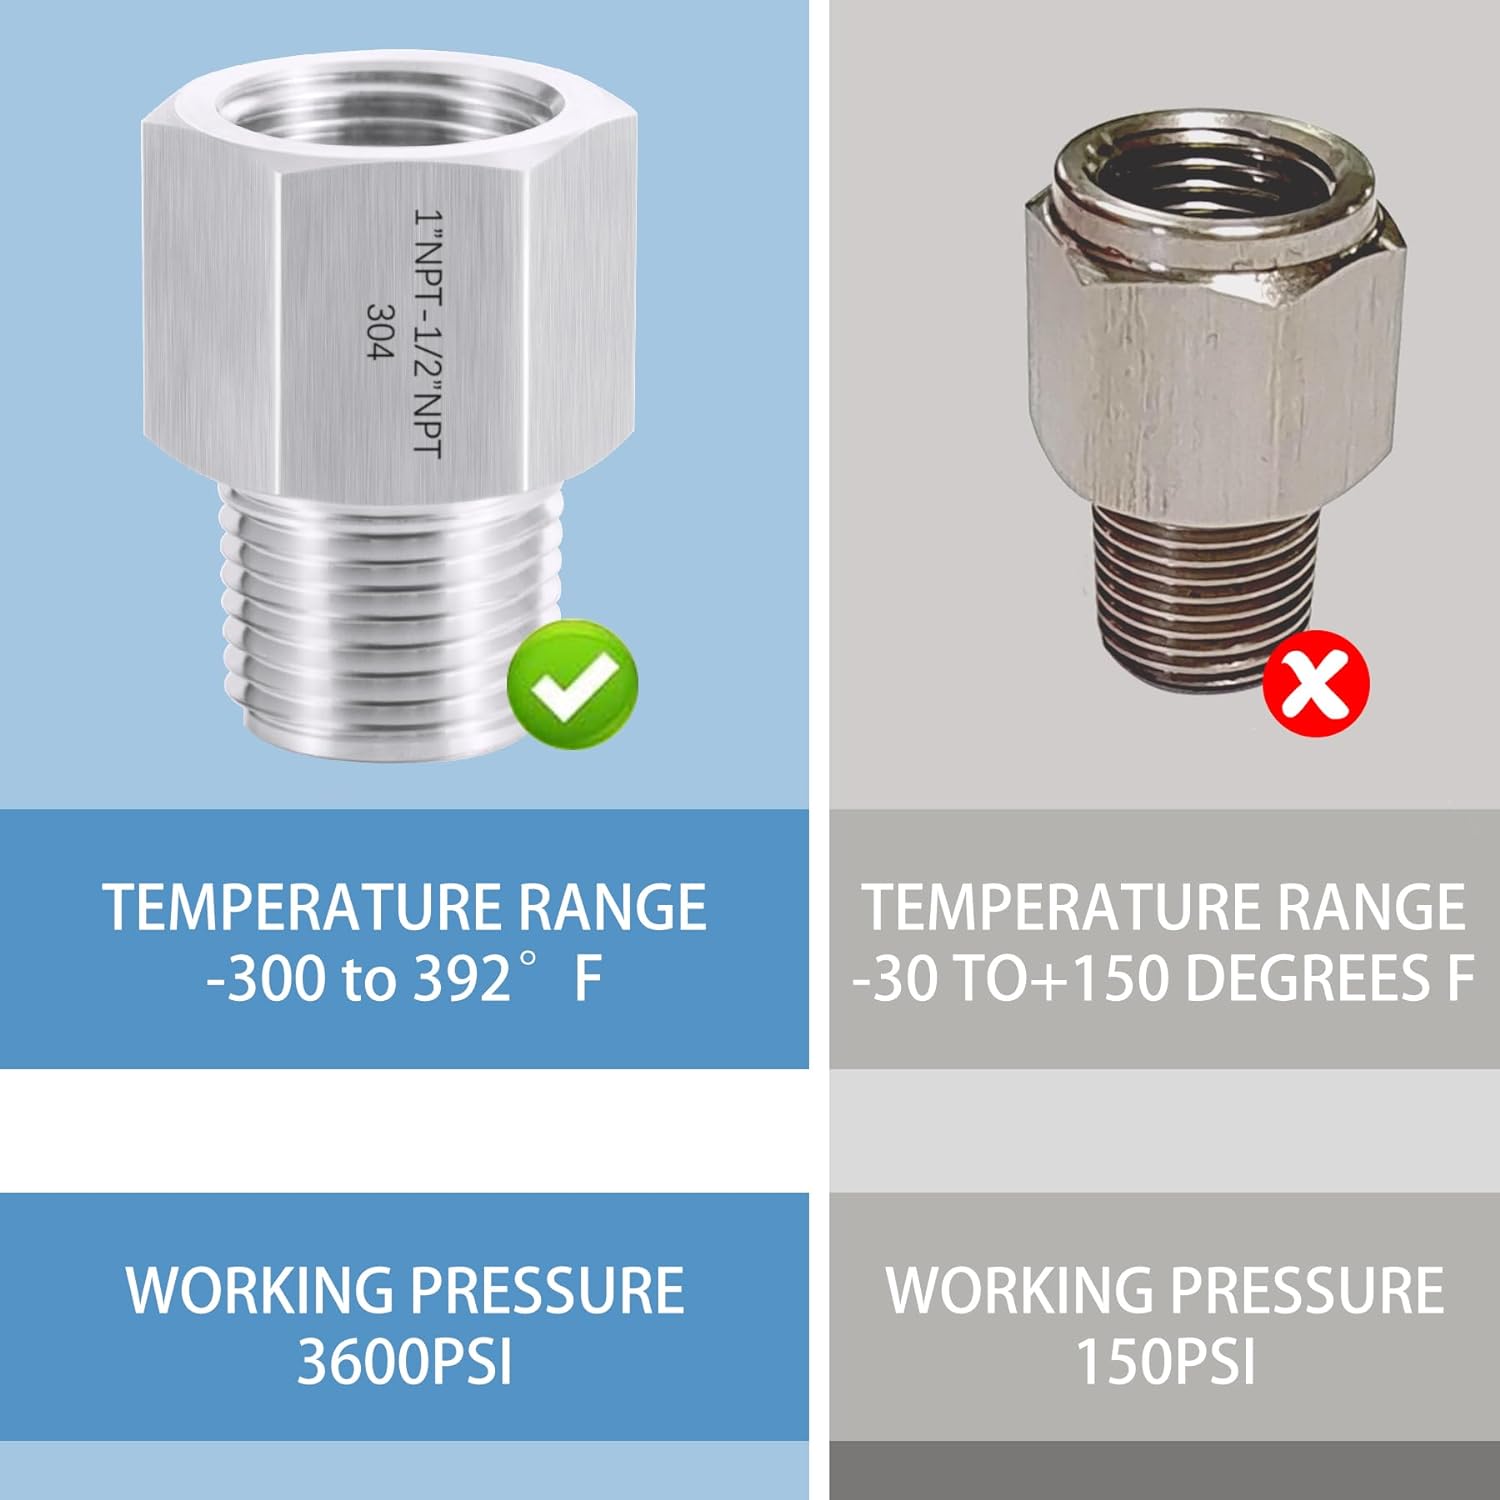 1”NPT-1/2”NPT
304
TEMPERATURE RANGE
-300 to 392° F
WORKING PRESSURE
3600PSI
TEMPERATURE RANGE
-30 TO+150 DEGREES F
WORKING PRESSURE
150PSI